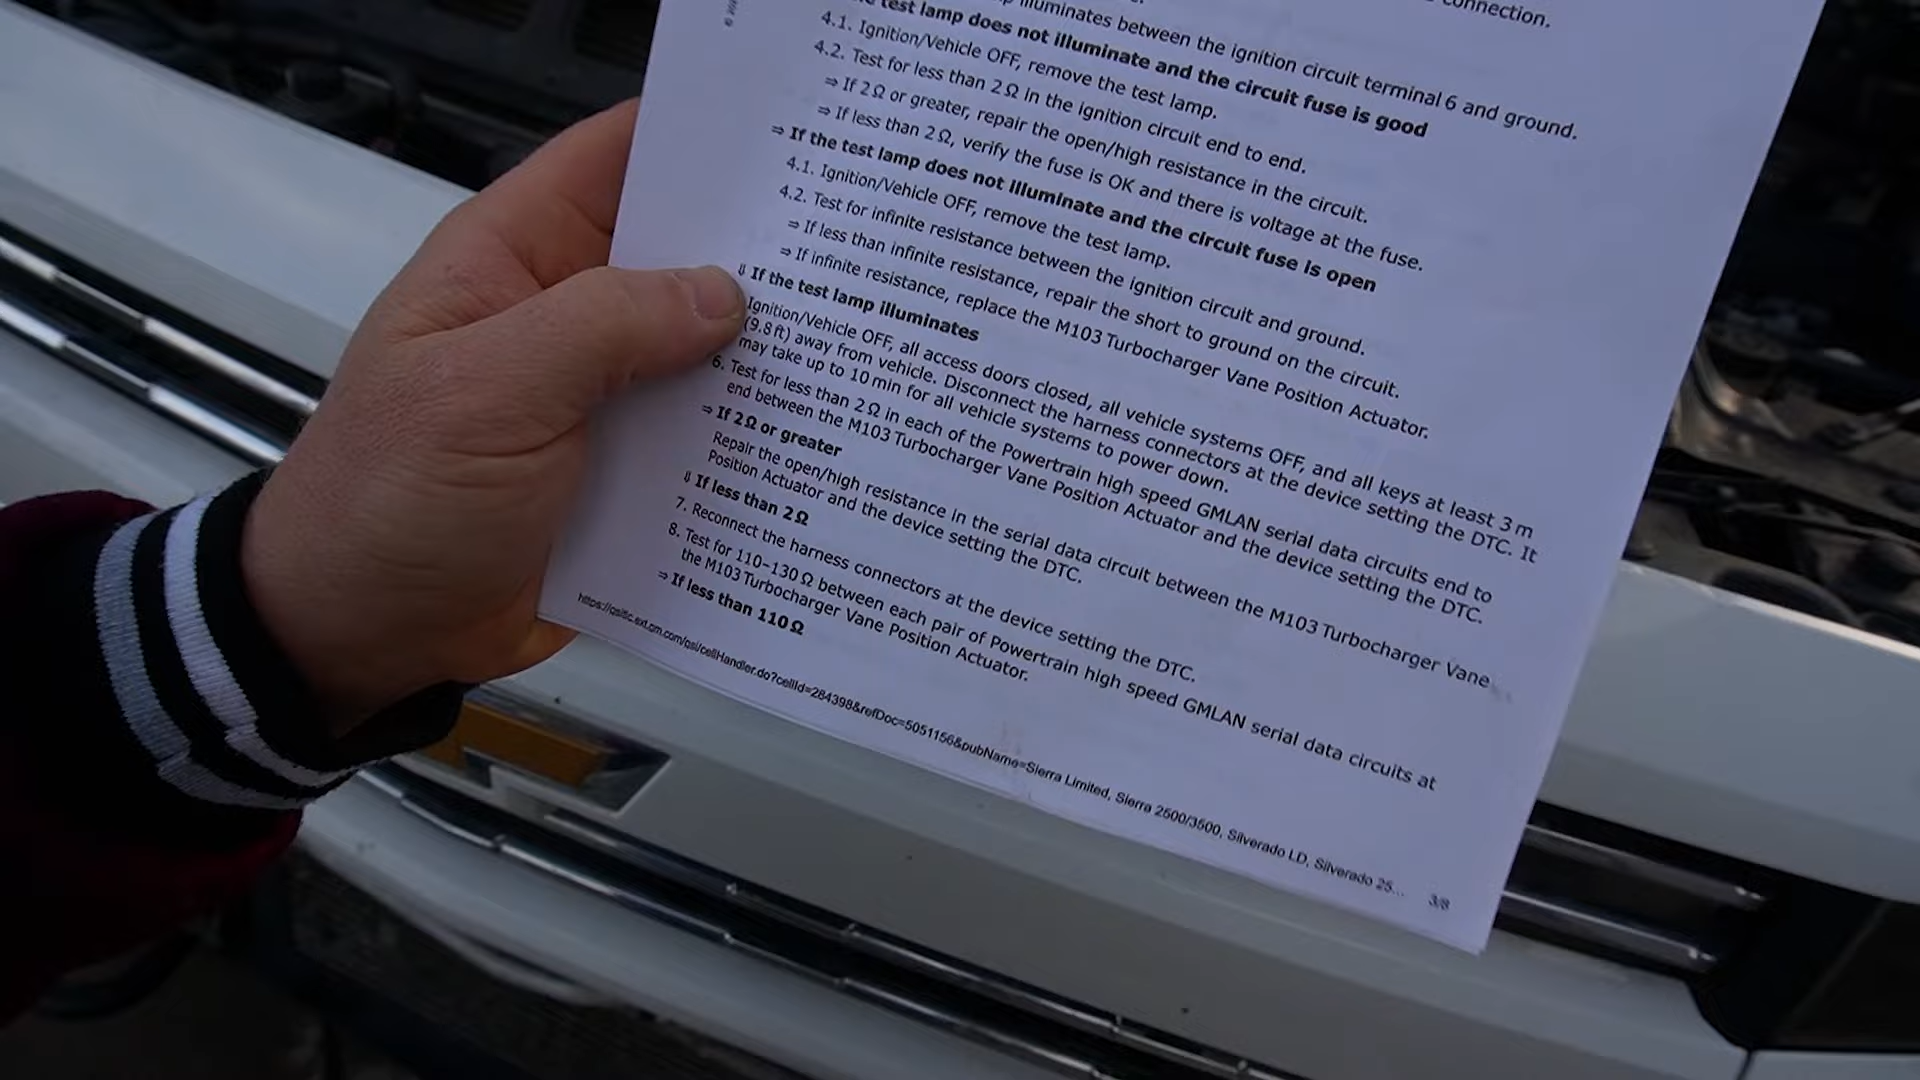 connection.
illuminates between the ignition circuit terminal 6 and ground.
test lamp does not illuminate and the circuit fuse is good
4.1. Ignition/Vehicle OFF, remove the test lamp.
4.2. Test for less than 2 Ω in the ignition circuit end to end.
⇒ If 2 Ω or greater, repair the open/high resistance in the circuit.
⇒ If less than 2 Ω, verify the fuse is OK and there is voltage at the fuse.
⇒ If the test lamp does not illuminate and the circuit fuse is open
4.1. Ignition/Vehicle OFF, remove the test lamp.
4.2. Test for infinite resistance between the ignition circuit and ground.
⇒ If less than infinite resistance, repair the short to ground on the circuit.
⇒ If infinite resistance, replace the M103 Turbocharger Vane Position Actuator.
⇓ If the test lamp illuminates
Ignition/Vehicle OFF, all access doors closed, all vehicle systems OFF, and all keys at least 3 m
(9.8 ft) away from vehicle. Disconnect the harness connectors at the device setting the DTC. It
may take up to 10 min for all vehicle systems to power down.
6. Test for less than 2 Ω in each of the Powertrain high speed GMLAN serial data circuits end to
end between the M103 Turbocharger Vane Position Actuator and the device setting the DTC.
⇒ If 2 Ω or greater
Repair the open/high resistance in the serial data circuit between the M103 Turbocharger Vane
Position Actuator and the device setting the DTC.
⇓ If less than 2 Ω
7. Reconnect the harness connectors at the device setting the DTC.
8. Test for 110–130 Ω between each pair of Powertrain high speed GMLAN serial data circuits at
the M103 Turbocharger Vane Position Actuator.
⇒ If less than 110 Ω
https://gsitlc.ext.gm.com/gsi/cellHandler.do?cellId=284398&refDoc=5051156&pubName=Sierra Limited, Sierra 2500/3500, Silverado LD, Silverado 25... 3/8